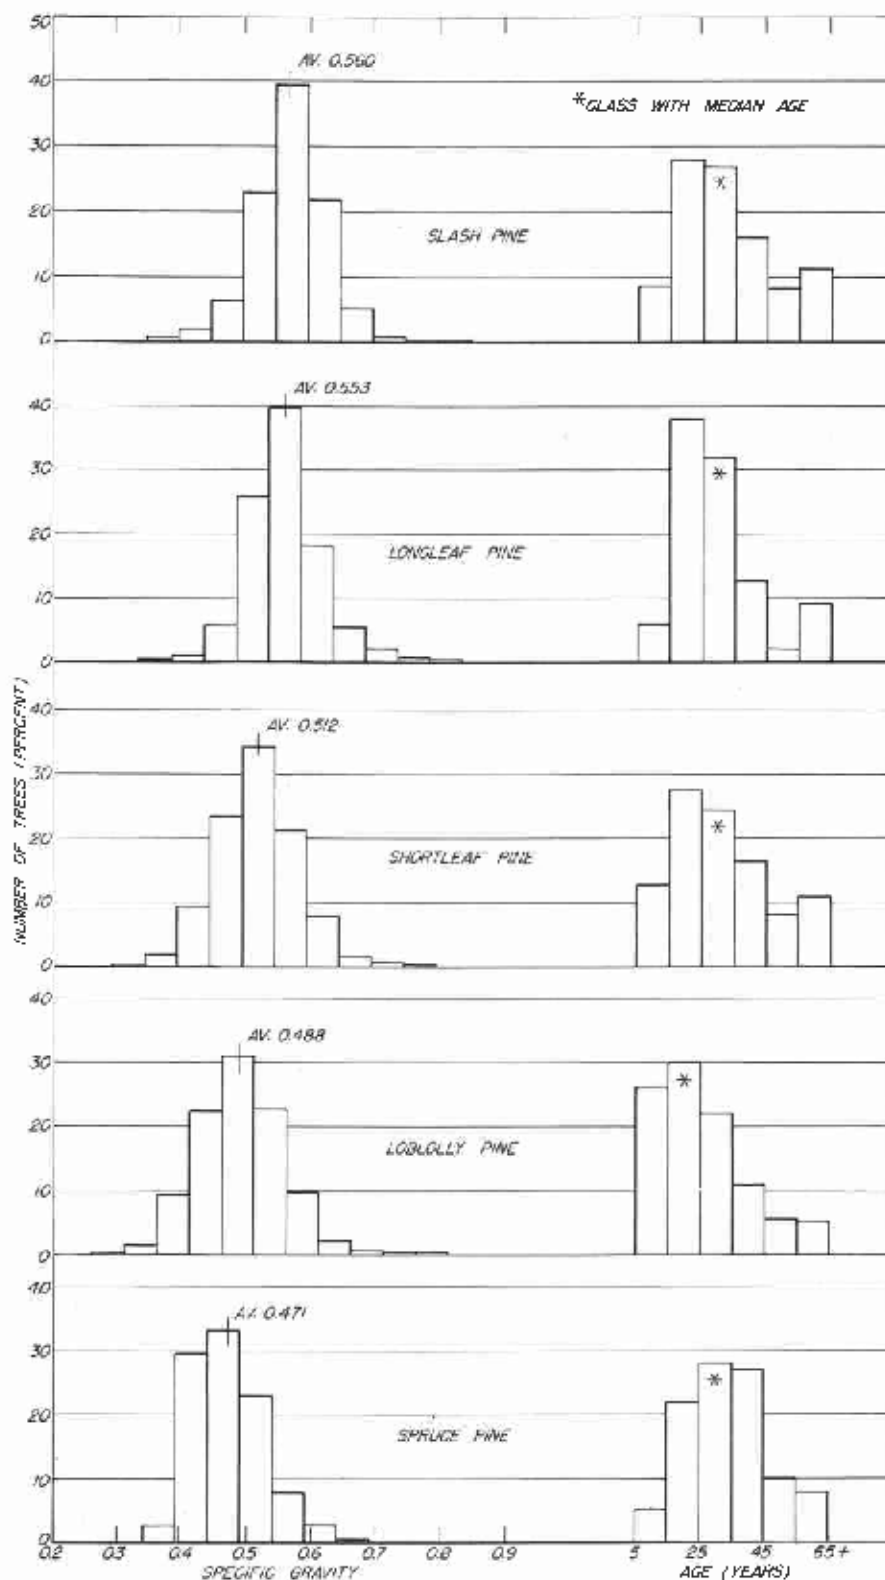 50
AV. 0.560
40
*CLASS WITH MEDIAN AGE
30
20
SLASH PINE
10
0
AV. 0.553
40
30
LONGLEAF PINE
20
10
0
NUMBER OF TREES (PERCENT)
40
AV. 0.512
30
20
SHORTLEAF PINE
10
0
40
AV. 0.488
30
20
LOBLOLLY PINE
10
0
40
AV. 0.471
30
20
SPRUCE PINE
10
0
0.2 0.3 0.4 0.5 0.6 0.7 0.8 0.9 5 25 45 65+
SPECIFIC GRAVITY AGE (YEARS)